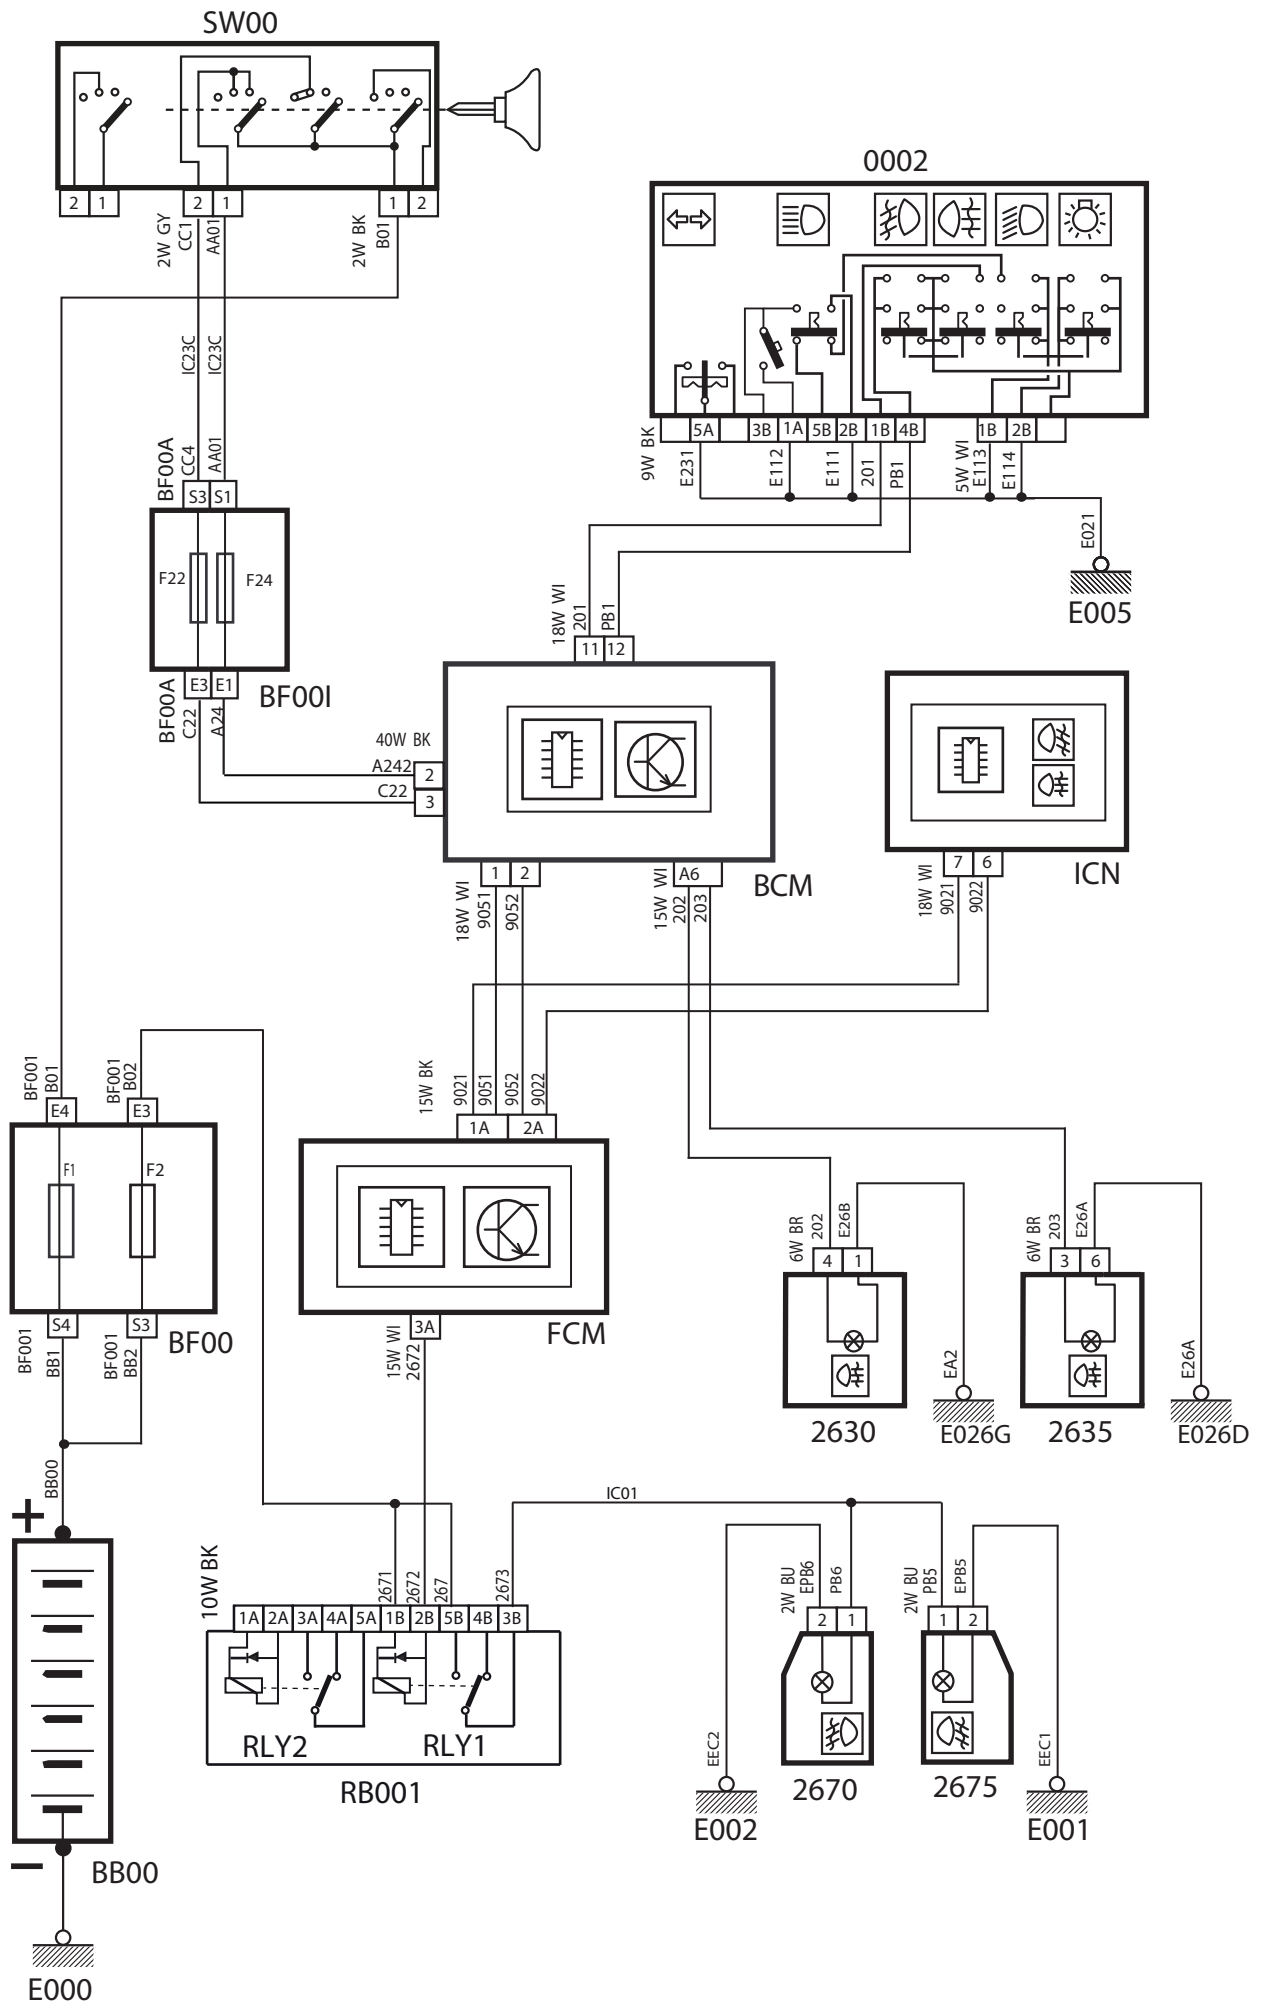 SW00
2 1 2 1 1 2
2W GY
CC1
AA01
2W BK
B01
0002
IC23C
IC23C
5A 3B 1A 5B 2B 1B 4B 1B 2B
9W BK
E231
E112
E111
201
PB1
5W WI
E113
E114
E021
E005
BF00A
CC4
AA01
S3 S1
F22 F24
E3 E1
BF00I
BF00A
C22
A24
18W WI
201
PB1
11 12
40W BK
A242 2
C22 3
1 2 A6
BCM
18W WI
9051
9052
15W WI
202
203
7 6
ICN
18W WI
9021
9022
BF001
B01
BF001
B02
E4 E3
F1 F2
S4 S3
BF00
BF001
BB1
BF001
BB2
15W BK
9021
9051
9052
9022
1A 2A
3A
FCM
15W WI
2672
6W BR
202
E26B
4 1
2630
EA2
E026G
6W BR
203
E26A
3 6
2635
E26A
E026D
BB00
+
−
BB00
E000
IC01
10W BK
2671
2672
267
2673
1A 2A 3A 4A 5A 1B 2B 5B 4B 3B
RLY2 RLY1
RB001
2W BU
EPB6
PB6
2 1
2670
EEC2
E002
2W BU
PB5
EPB5
1 2
2675
EEC1
E001